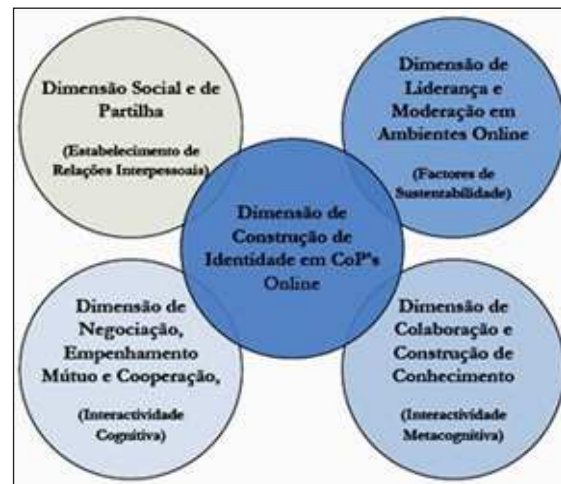 Dimensão Social e de
Partilha
(Estabelecimento de
Relações Interpessoais)
Dimensão de
Liderança e
Moderação em
Ambientes Online
(Factores de
Sustentabilidade)
Dimensão de
Construção de
Identidade em CoP's
Online
Dimensão de
Negociação,
Empenhamento
Mútuo e Cooperação,
(Interactividade
Cognitiva)
Dimensão de
Colaboração e
Construção de
Conhecimento
(Interactividade
Metacognitiva)